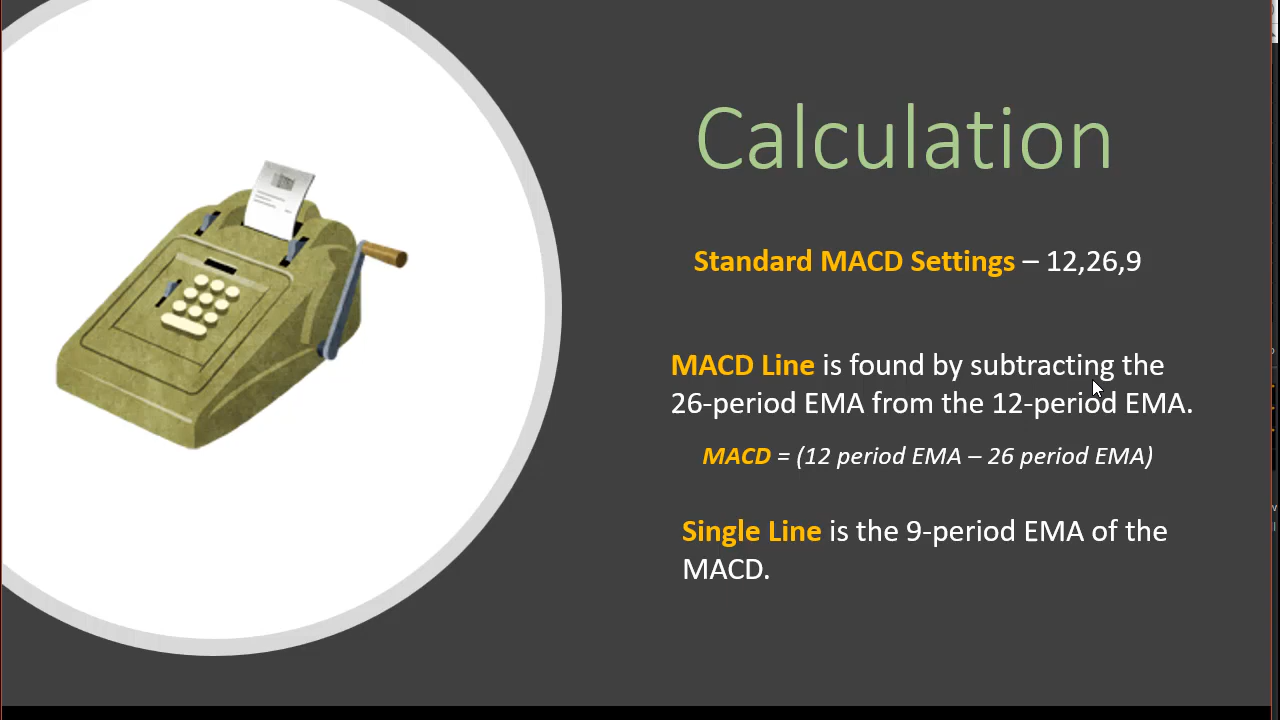 Calculation
Standard MACD Settings – 12,26,9
MACD Line is found by subtracting the
26-period EMA from the 12-period EMA.
MACD = (12 period EMA – 26 period EMA)
Single Line is the 9-period EMA of the
MACD.